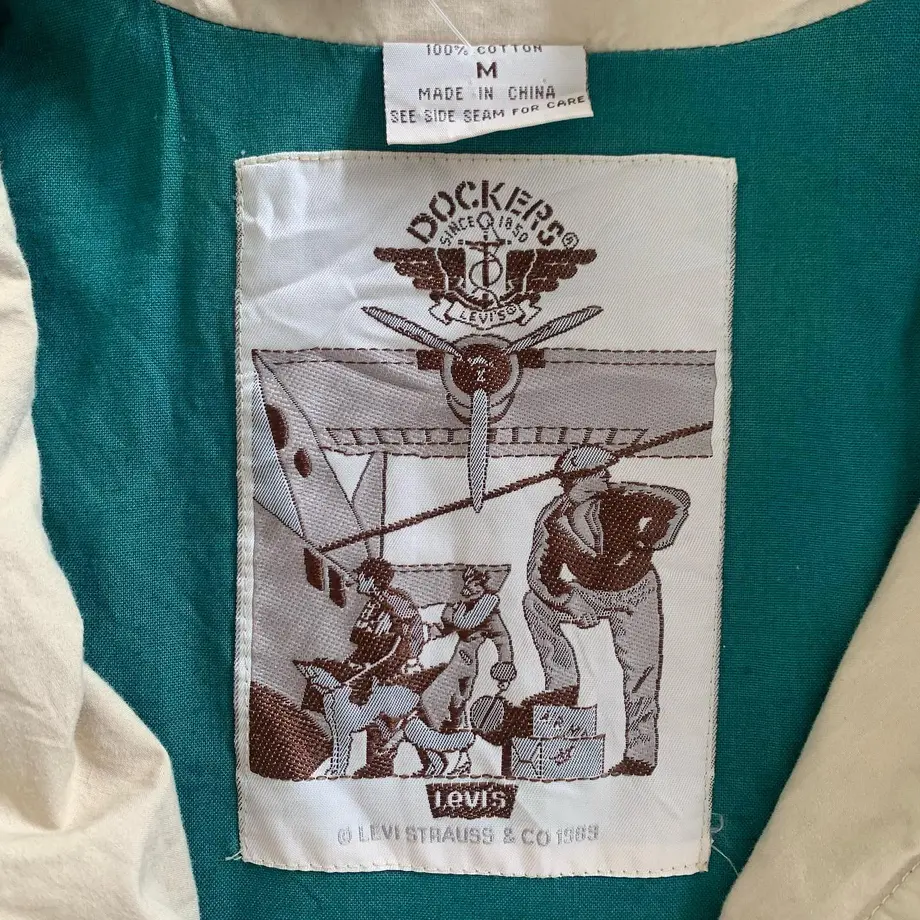 100% COTTON
M
MADE IN CHINA
SEE SIDE SEAM FOR CARE
DOCKERS®
SINCE 1850
LEVI'S®
Levi's
© LEVI STRAUSS & CO 1989